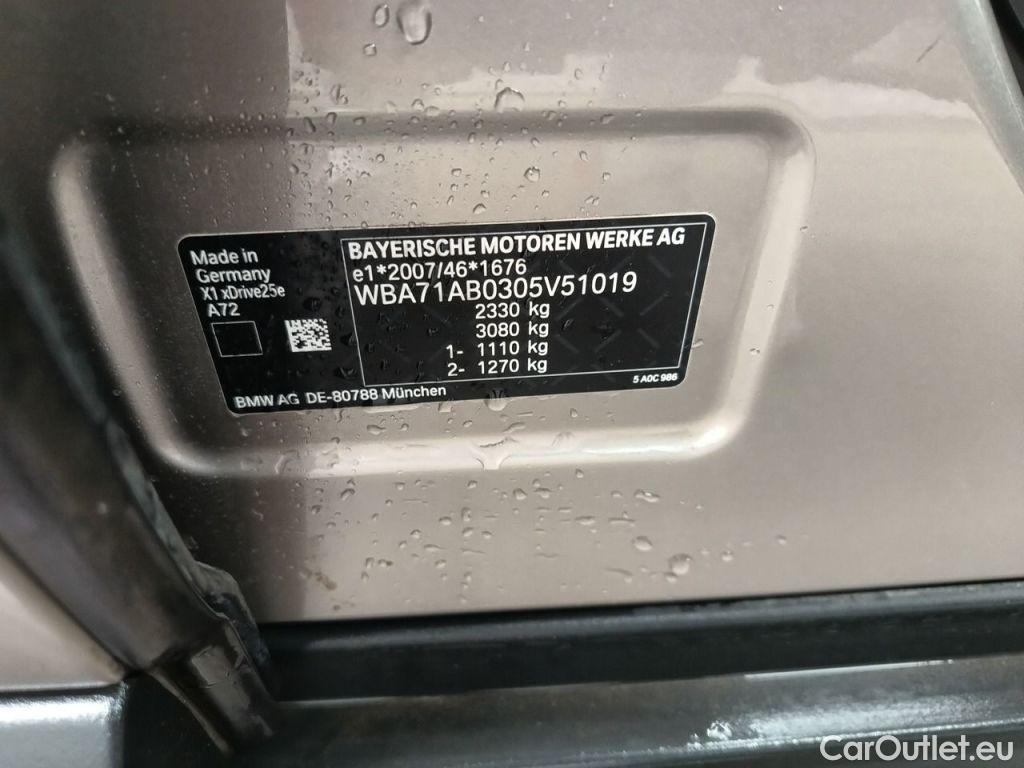 Made in
Germany
X1 xDrive25e
A72
BAYERISCHE MOTOREN WERKE AG
e1*2007/46*1676
WBA71AB0305V51019
2330 kg
3080 kg
1- 1110 kg
2- 1270 kg
5 A0C 986
BMW AG DE-80788 München
CarOutlet.eu